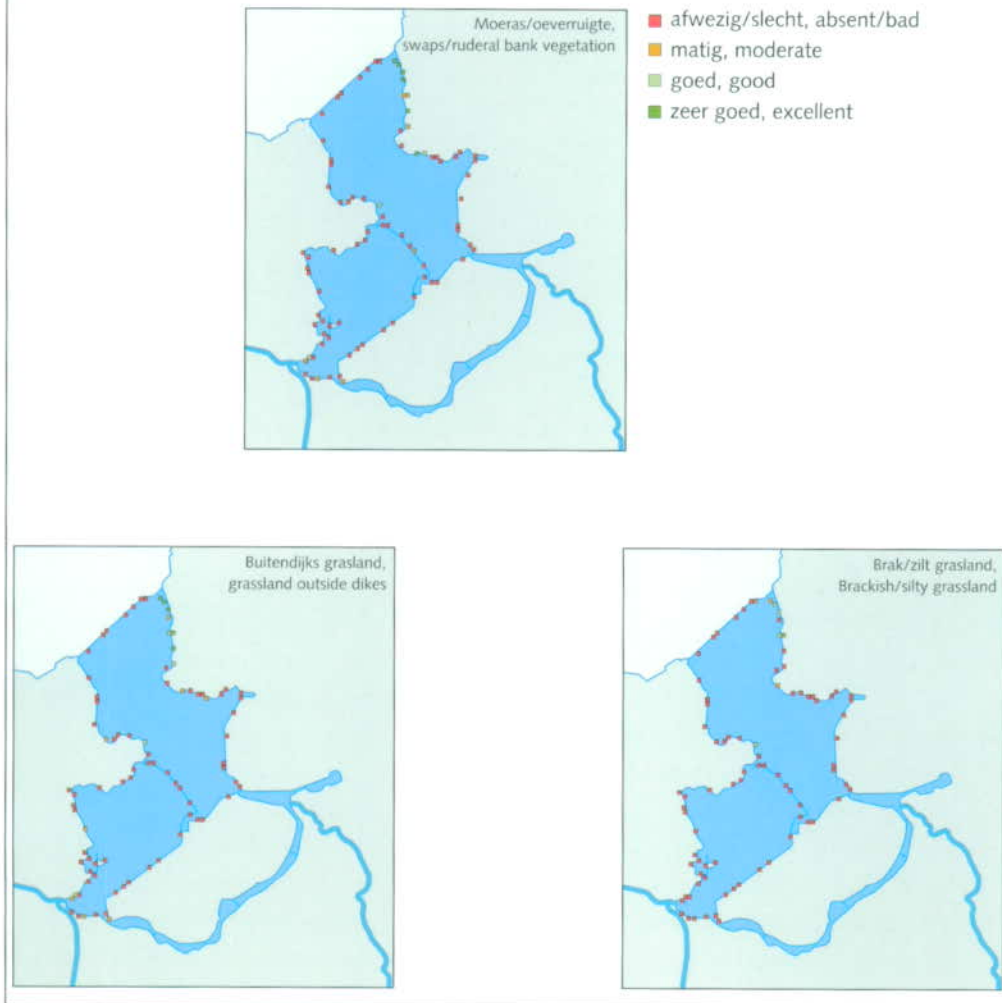 Moeras/oeverruigte,
swaps/ruderal bank vegetation
afwezig/slecht, absent/bad
matig, moderate
goed, good
zeer goed, excellent
Buitendijks grasland,
grassland outside dikes
Brak/zilt grasland,
Brackish/silty grassland